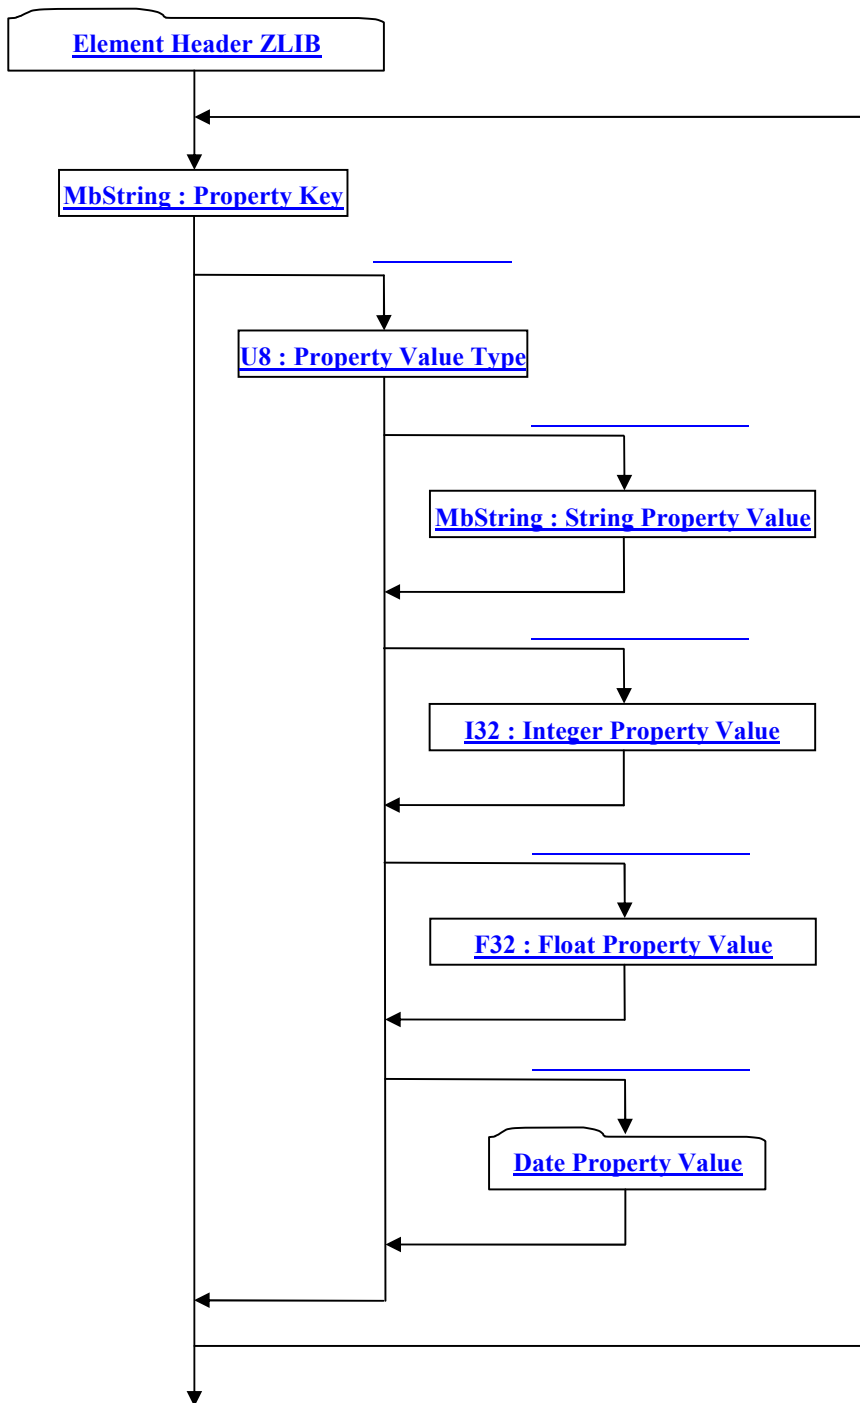 Element Header ZLIB
MbString : Property Key
U8 : Property Value Type
MbString : String Property Value
I32 : Integer Property Value
F32 : Float Property Value
Date Property Value